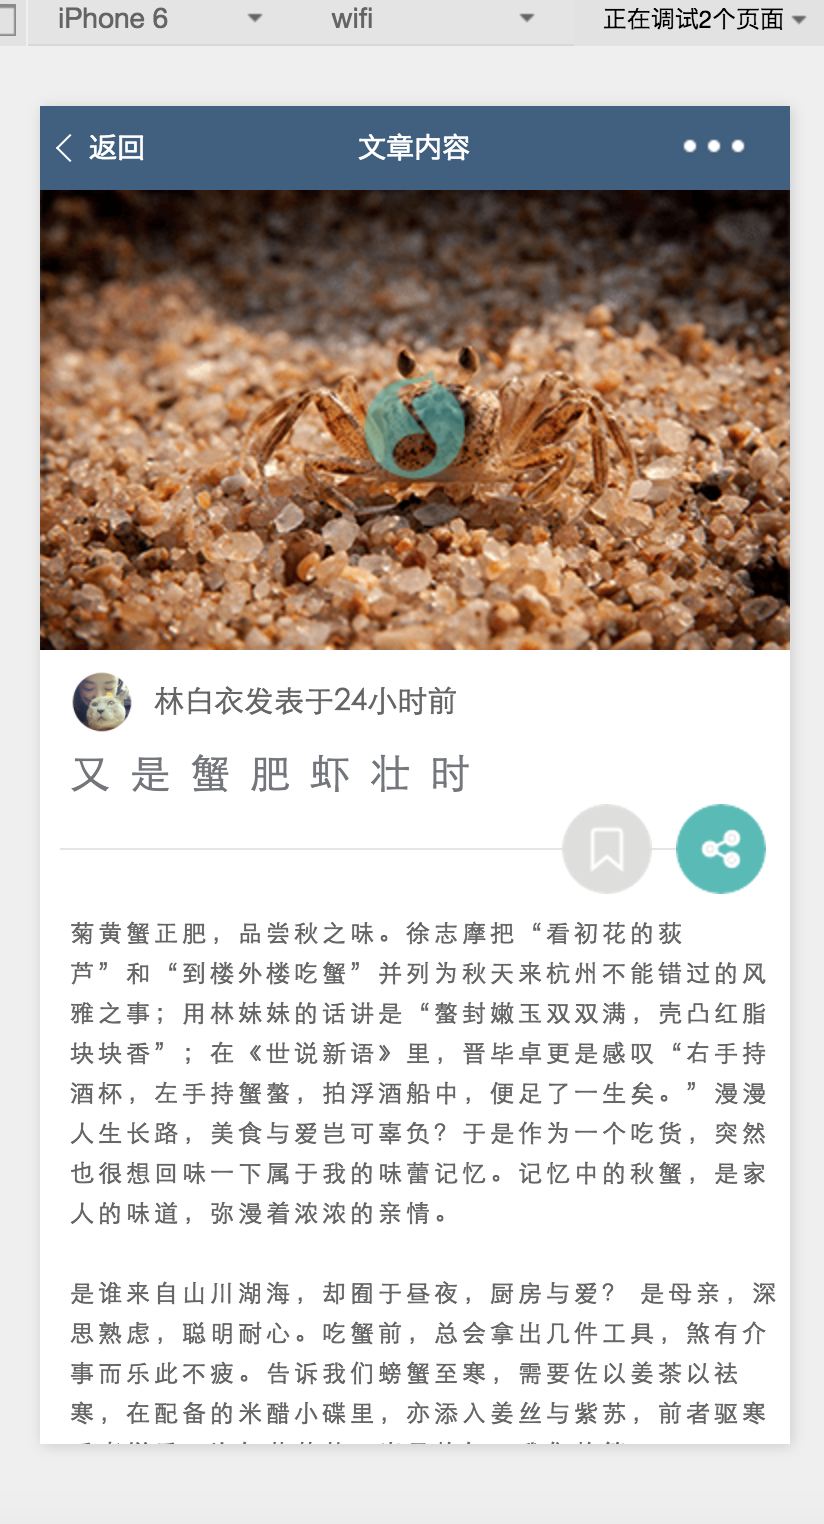 iPhone 6 wifi 正在调试2个页面
返回 文章内容
林白衣发表于24小时前
又是蟹肥虾壮时
菊黄蟹正肥，品尝秋之味。徐志摩把“看初花的荻
芦”和“到楼外楼吃蟹”并列为秋天来杭州不能错过的风
雅之事；用林妹妹的话讲是“螯封嫩玉双双满，壳凸红脂
块块香”；在《世说新语》里，晋毕卓更是感叹“右手持
酒杯，左手持蟹螯，拍浮酒船中，便足了一生矣。”漫漫
人生长路，美食与爱岂可辜负？于是作为一个吃货，突然
也很想回味一下属于我的味蕾记忆。记忆中的秋蟹，是家
人的味道，弥漫着浓浓的亲情。
是谁来自山川湖海，却囿于昼夜，厨房与爱？ 是母亲，深
思熟虑，聪明耐心。吃蟹前，总会拿出几件工具，煞有介
事而乐此不疲。告诉我们螃蟹至寒，需要佐以姜茶以祛
寒，在配备的米醋小碟里，亦添入姜丝与紫苏，前者驱寒